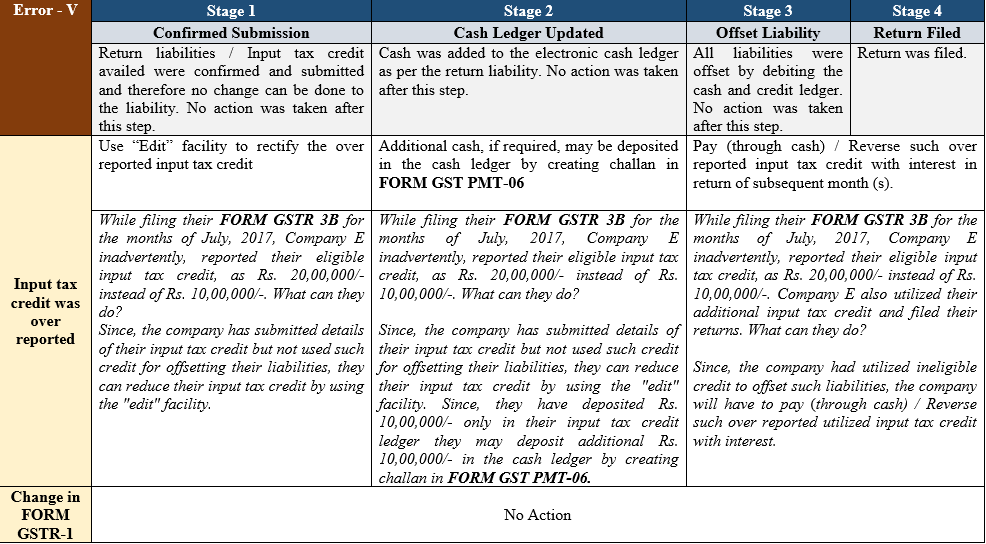 Error - V
Stage 1
Stage 2
Stage 3
Stage 4
Confirmed Submission
Cash Ledger Updated
Offset Liability
Return Filed
Return liabilities / Input tax credit
availed were confirmed and submitted
and therefore no change can be done to
the liability. No action was taken after
this step.
Cash was added to the electronic cash ledger
as per the return liability. No action was taken
after this step.
All liabilities were
offset by debiting the
cash and credit ledger.
No action was taken
after this step.
Return was filed.
Input tax
credit was
over
reported
Use “Edit” facility to rectify the over
reported input tax credit
Additional cash, if required, may be deposited
in the cash ledger by creating challan in
FORM GST PMT-06
Pay (through cash) / Reverse such over
reported input tax credit with interest in
return of subsequent month (s).
While filing their FORM GSTR 3B for
the months of July, 2017, Company E
inadvertently, reported their eligible
input tax credit, as Rs. 20,00,000/-
instead of Rs. 10,00,000/-. What can they
do?
Since, the company has submitted details
of their input tax credit but not used such
credit for offsetting their liabilities, they
can reduce their input tax credit by using
the "edit" facility.
While filing their FORM GSTR 3B for the
months of July, 2017, Company E
inadvertently, reported their eligible input tax
credit, as Rs. 20,00,000/- instead of Rs.
10,00,000/-. What can they do?
Since, the company has submitted details of
their input tax credit but not used such credit
for offsetting their liabilities, they can reduce
their input tax credit by using the "edit"
facility. Since, they have deposited Rs.
10,00,000/- only in their input tax credit
ledger they may deposit additional Rs.
10,00,000/- in the cash ledger by creating
challan in FORM GST PMT-06.
While filing their FORM GSTR 3B for the
months of July, 2017, Company E
inadvertently, reported their eligible input
tax credit, as Rs. 20,00,000/- instead of Rs.
10,00,000/-. Company E also utilized their
additional input tax credit and filed their
returns. What can they do?
Since, the company had utilized ineligible
credit to offset such liabilities, the company
will have to pay (through cash) / Reverse
such over reported utilized input tax credit
with interest.
Change in
FORM
GSTR-1
No Action